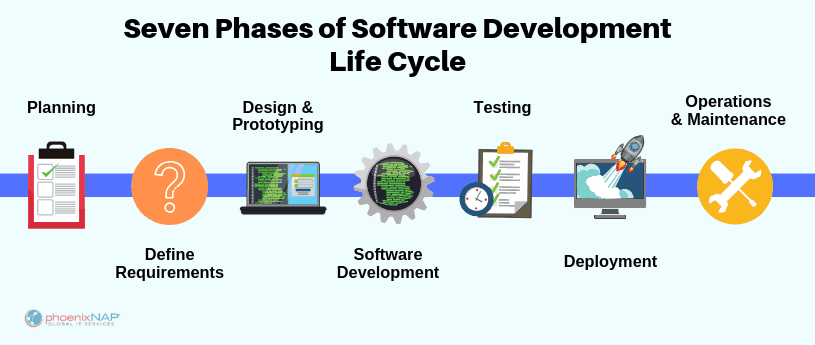 Seven Phases of Software Development
Life Cycle
Planning
Define
Requirements
Design &
Prototyping
Software
Development
Testing
Deployment
Operations
& Maintenance
phoenixNAP
GLOBAL IT SERVICES